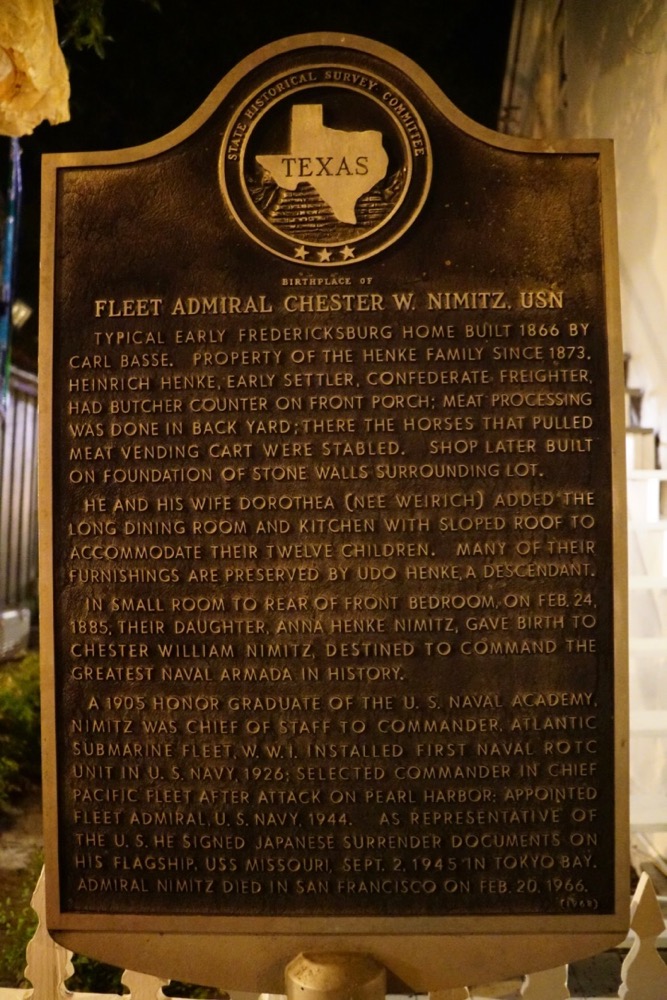 STATE HISTORICAL SURVEY COMMITTEE
TEXAS
BIRTHPLACE OF
FLEET ADMIRAL CHESTER W. NIMITZ, USN
TYPICAL EARLY FREDERICKSBURG HOME BUILT 1866 BY
CARL BASSE. PROPERTY OF THE HENKE FAMILY SINCE 1873.
HEINRICH HENKE, EARLY SETTLER, CONFEDERATE FREIGHTER,
HAD BUTCHER COUNTER ON FRONT PORCH; MEAT PROCESSING
WAS DONE IN BACK YARD; THERE THE HORSES THAT PULLED
MEAT VENDING CART WERE STABLED. SHOP LATER BUILT
ON FOUNDATION OF STONE WALLS SURROUNDING LOT.
HE AND HIS WIFE DOROTHEA (NEE WEIRICH) ADDED THE
LONG DINING ROOM AND KITCHEN WITH SLOPED ROOF TO
ACCOMMODATE THEIR TWELVE CHILDREN. MANY OF THEIR
FURNISHINGS ARE PRESERVED BY UDO HENKE, A DESCENDANT.
IN SMALL ROOM TO REAR OF FRONT BEDROOM, ON FEB. 24,
1885, THEIR DAUGHTER, ANNA HENKE NIMITZ, GAVE BIRTH TO
CHESTER WILLIAM NIMITZ, DESTINED TO COMMAND THE
GREATEST NAVAL ARMADA IN HISTORY.
A 1905 HONOR GRADUATE OF THE U. S. NAVAL ACADEMY,
NIMITZ WAS CHIEF OF STAFF TO COMMANDER, ATLANTIC
SUBMARINE FLEET, W. W. I. INSTALLED FIRST NAVAL ROTC
UNIT IN U. S. NAVY, 1926; SELECTED COMMANDER IN CHIEF
PACIFIC FLEET AFTER ATTACK ON PEARL HARBOR; APPOINTED
FLEET ADMIRAL, U. S. NAVY, 1944. AS REPRESENTATIVE OF
THE U. S. HE SIGNED JAPANESE SURRENDER DOCUMENTS ON
HIS FLAGSHIP, USS MISSOURI, SEPT. 2, 1945 IN TOKYO BAY.
ADMIRAL NIMITZ DIED IN SAN FRANCISCO ON FEB. 20, 1966.
(1968)